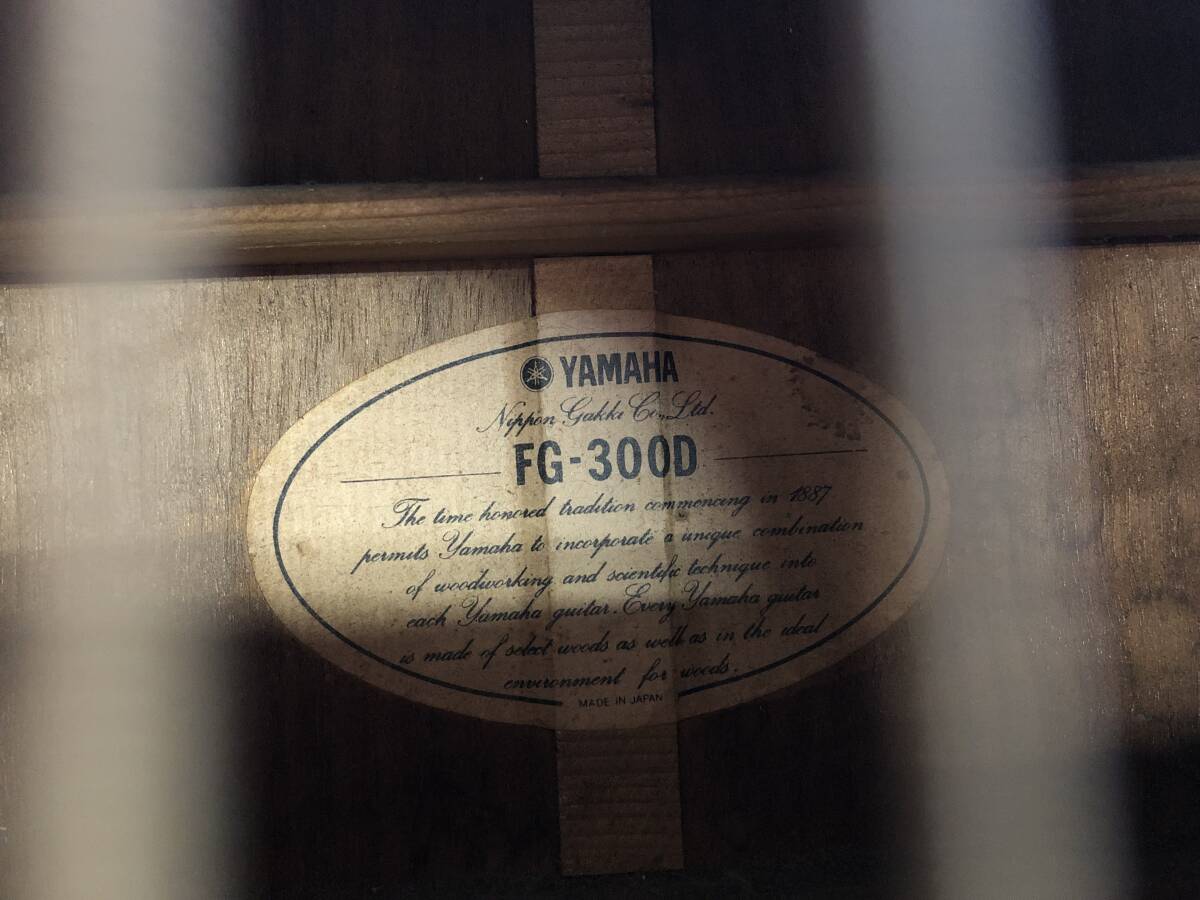 YAMAHA
Nippon Gakki Co., Ltd.
FG-300D
The time honored tradition commencing in 1887
permits Yamaha to incorporate a unique combination
of woodworking and scientific technique into
each Yamaha guitar. Every Yamaha guitar
is made of select woods as well as in the ideal
environment for woods.
MADE IN JAPAN